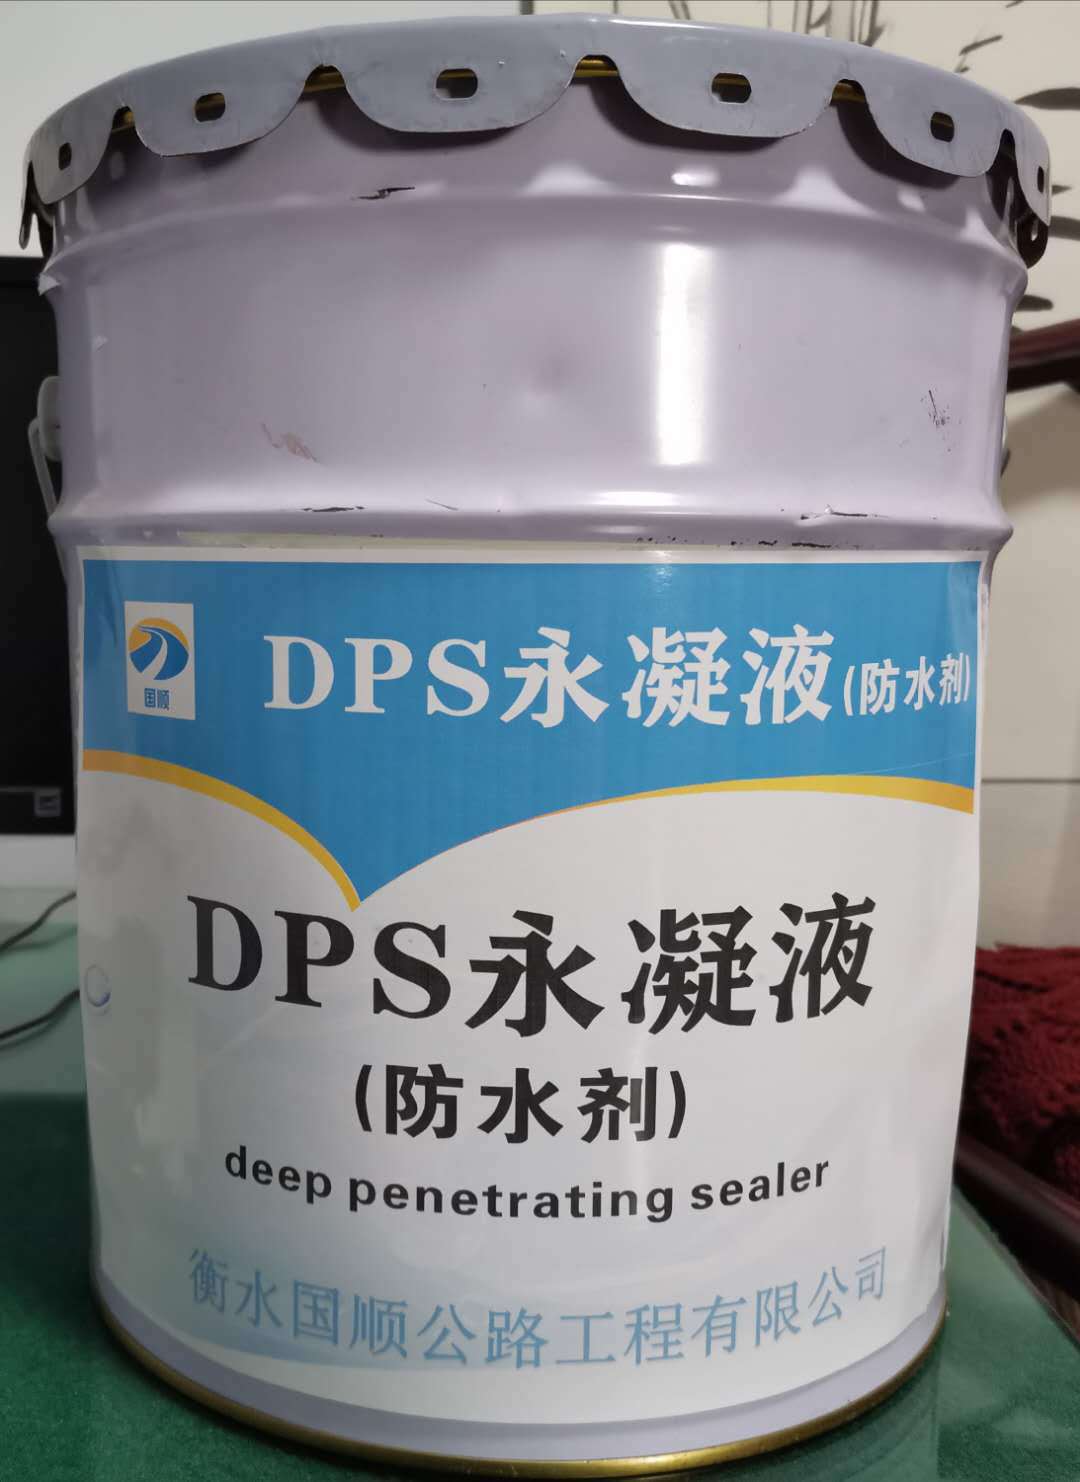 国顺
DPS永凝液(防水剂)
DPS永凝液
(防水剂)
deep penetrating sealer
衡水国顺公路工程有限公司